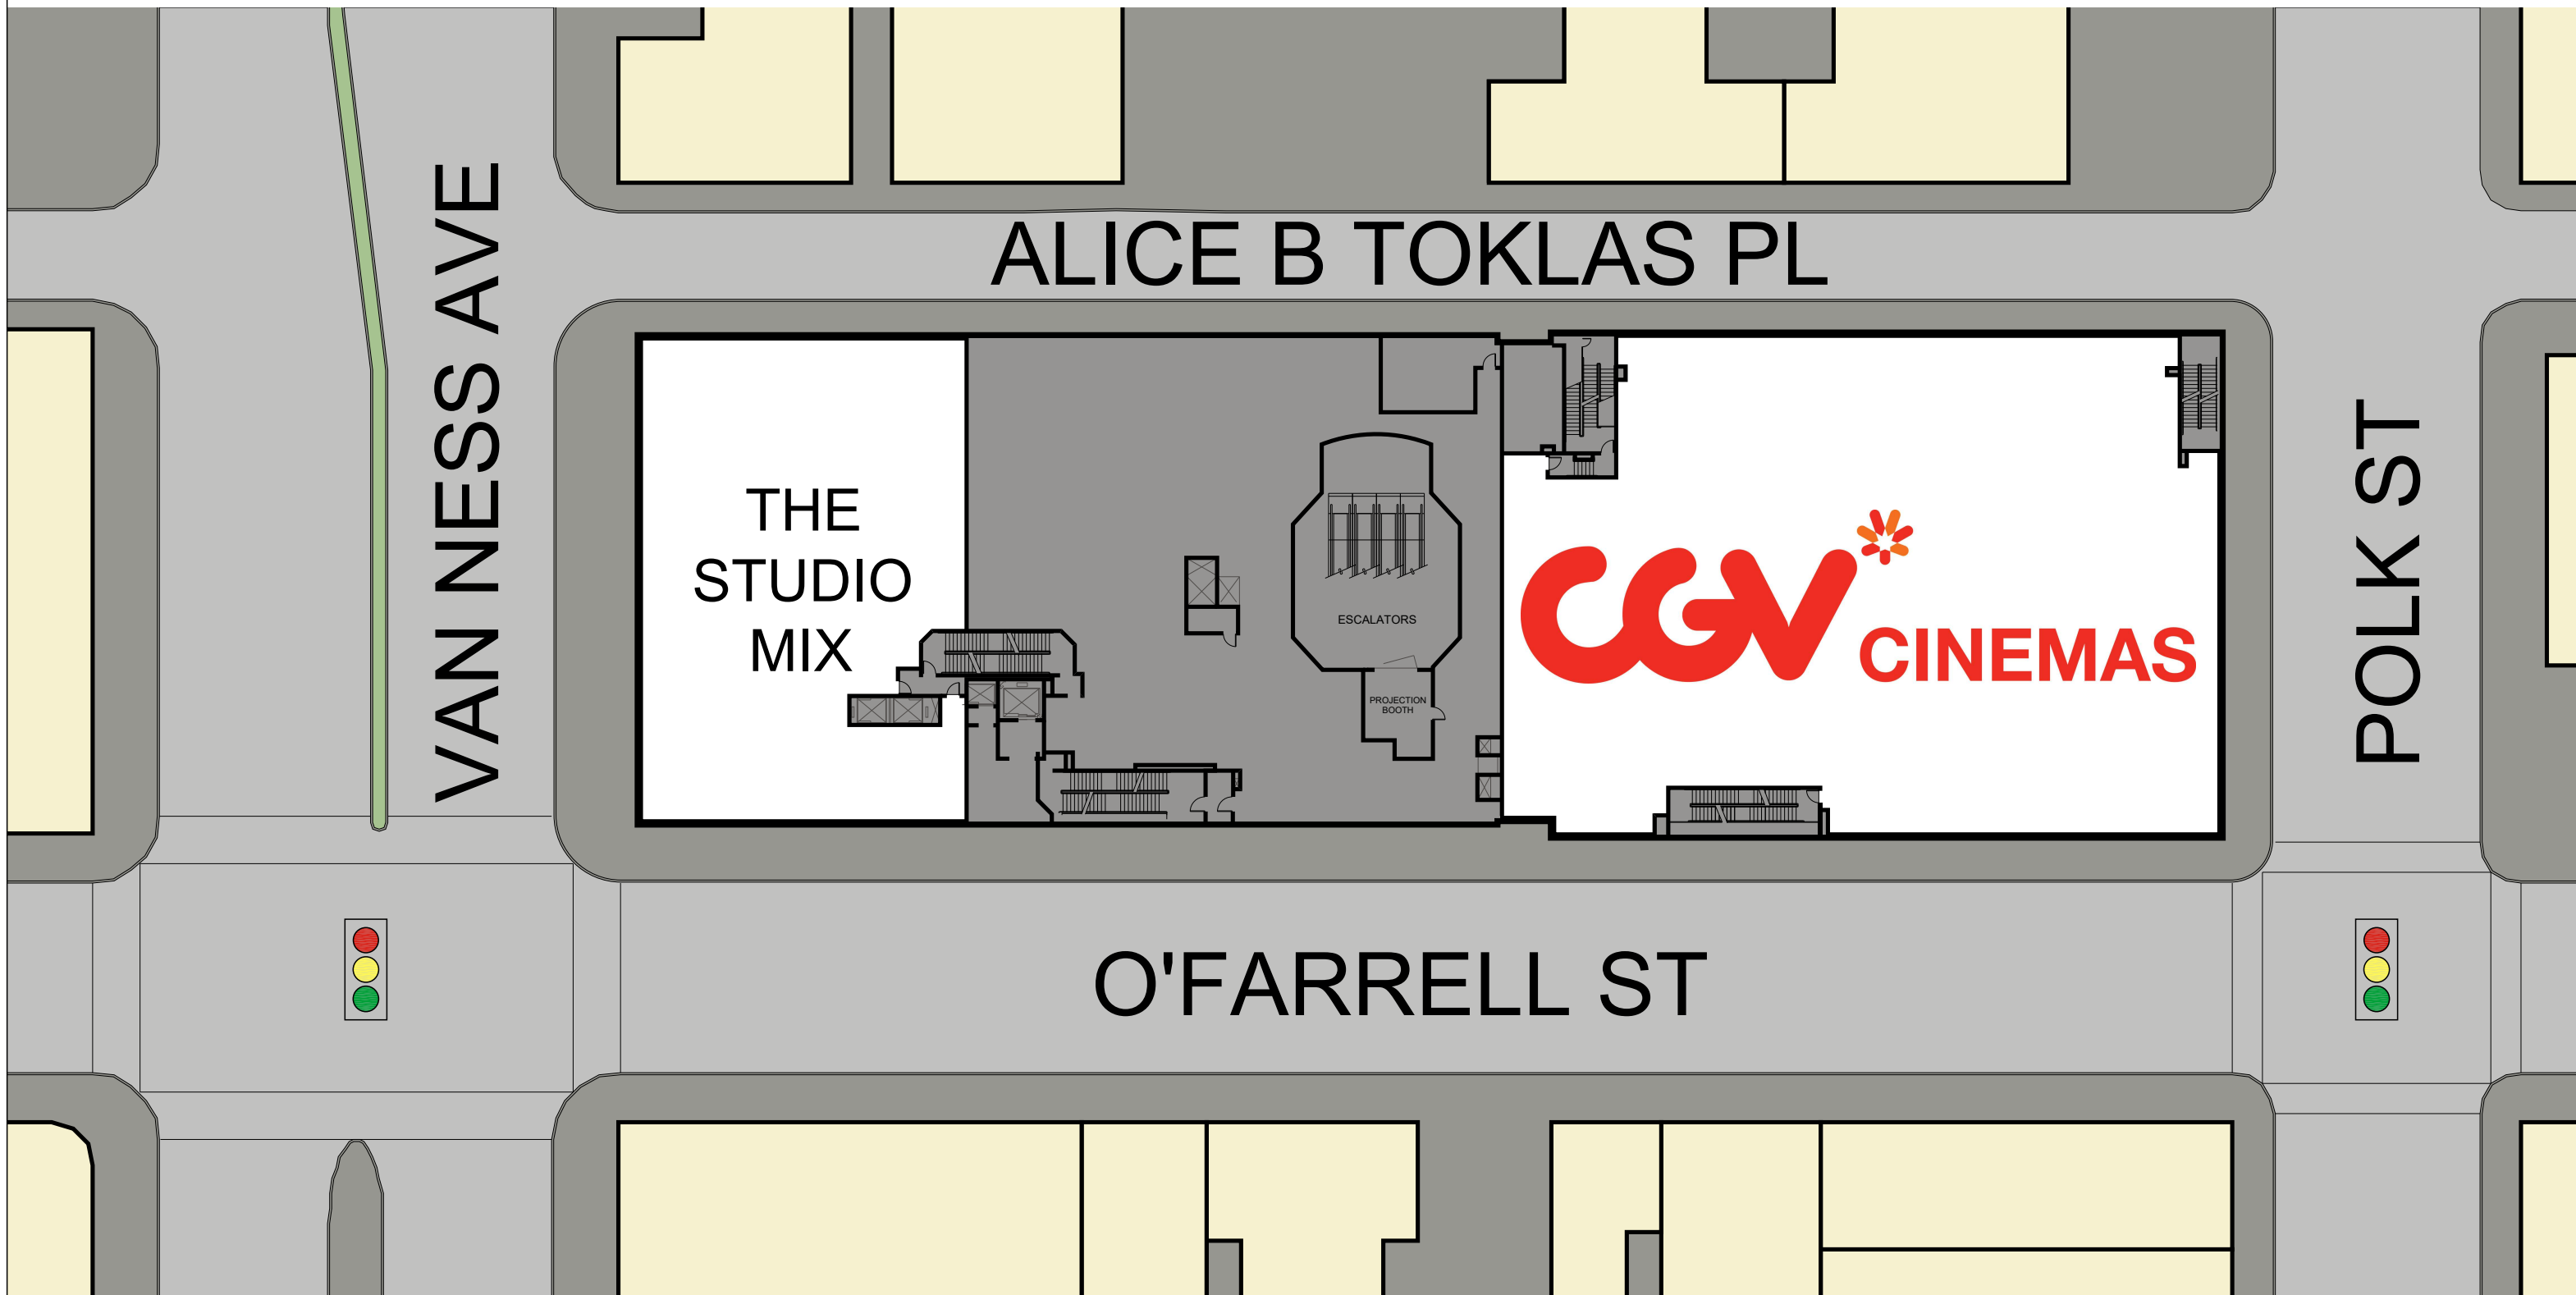 ALICE B TOKLAS PL
VAN NESS AVE
THE
STUDIO
MIX
ESCALATORS
PROJECTION
BOOTH
CGV
CINEMAS
POLK ST
O'FARRELL ST